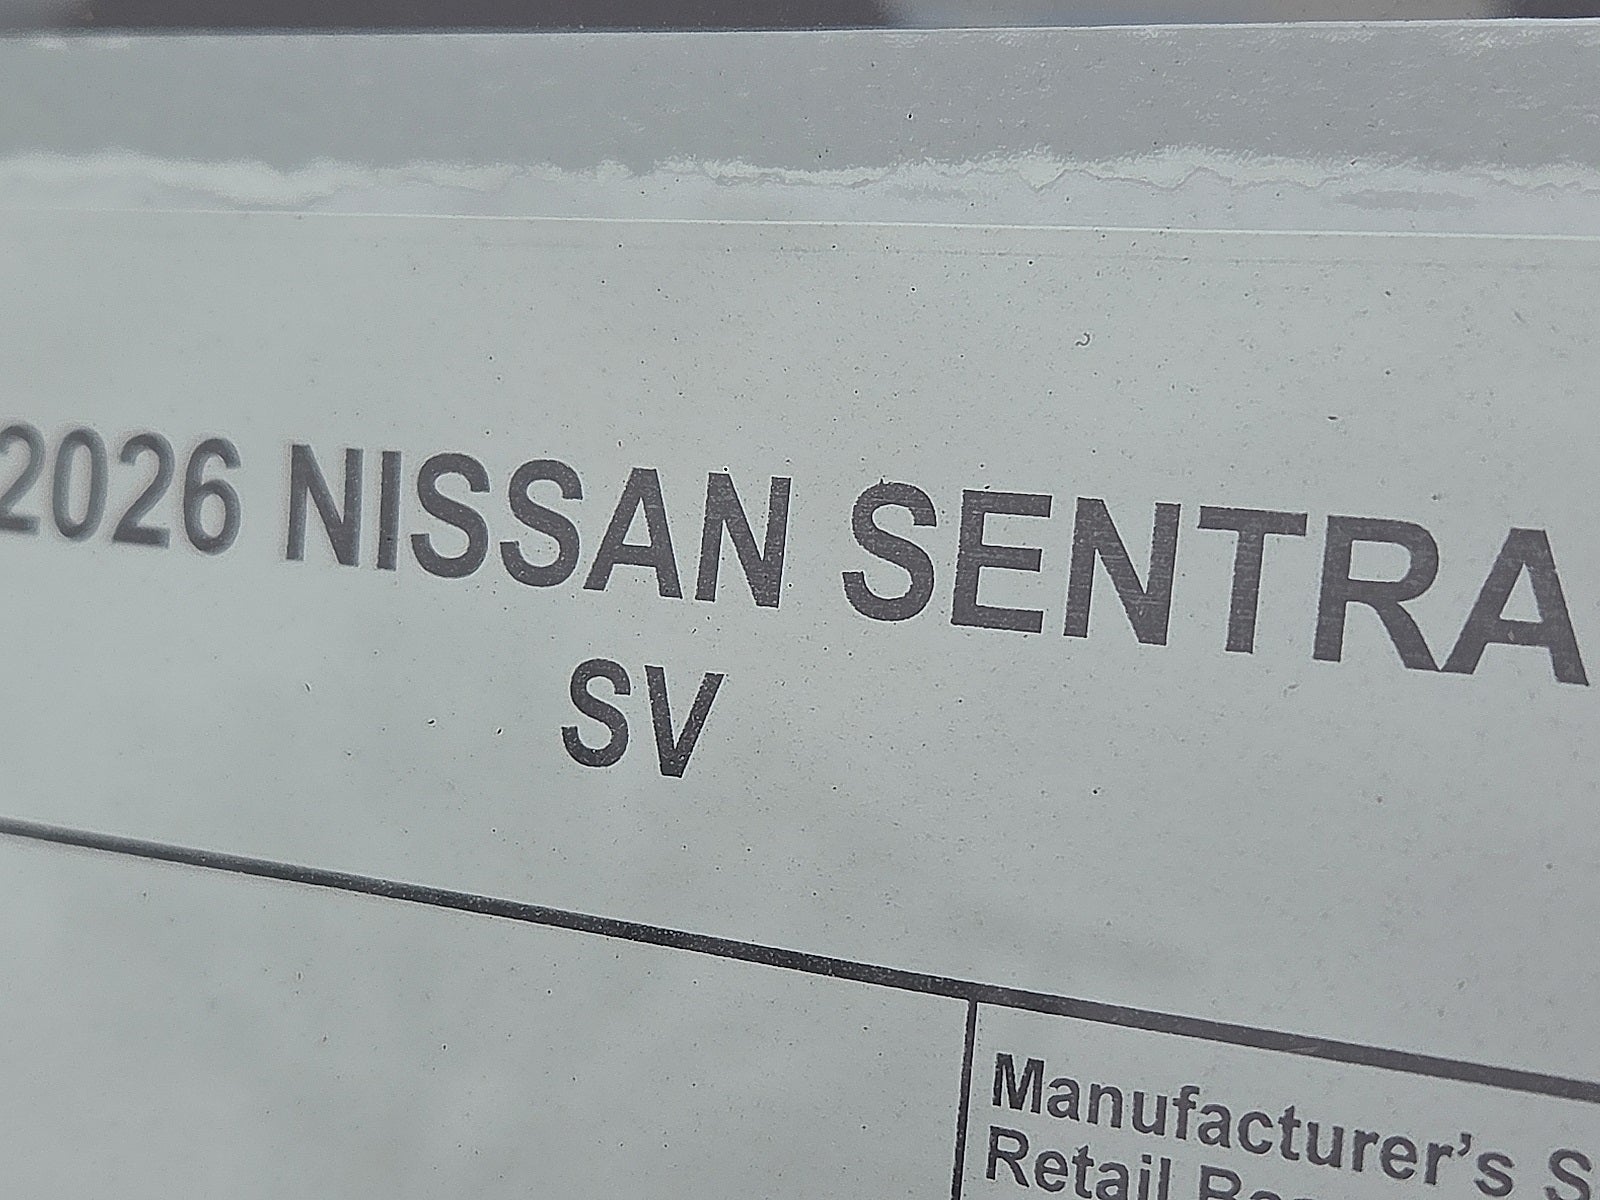 2026 NISSAN SENTRA
SV
Manufacturer's
Retail